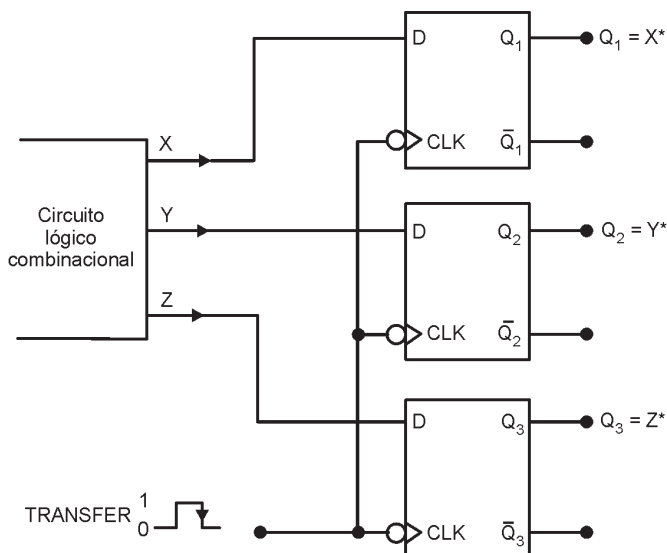 D
Q₁
Q₁ = X*
CLK
Q̄₁
X
Circuito
lógico
combinacional
Y
D
Q₂
Q₂ = Y*
CLK
Q̄₂
Z
D
Q₃
Q₃ = Z*
TRANSFER
1
0
CLK
Q̄₃